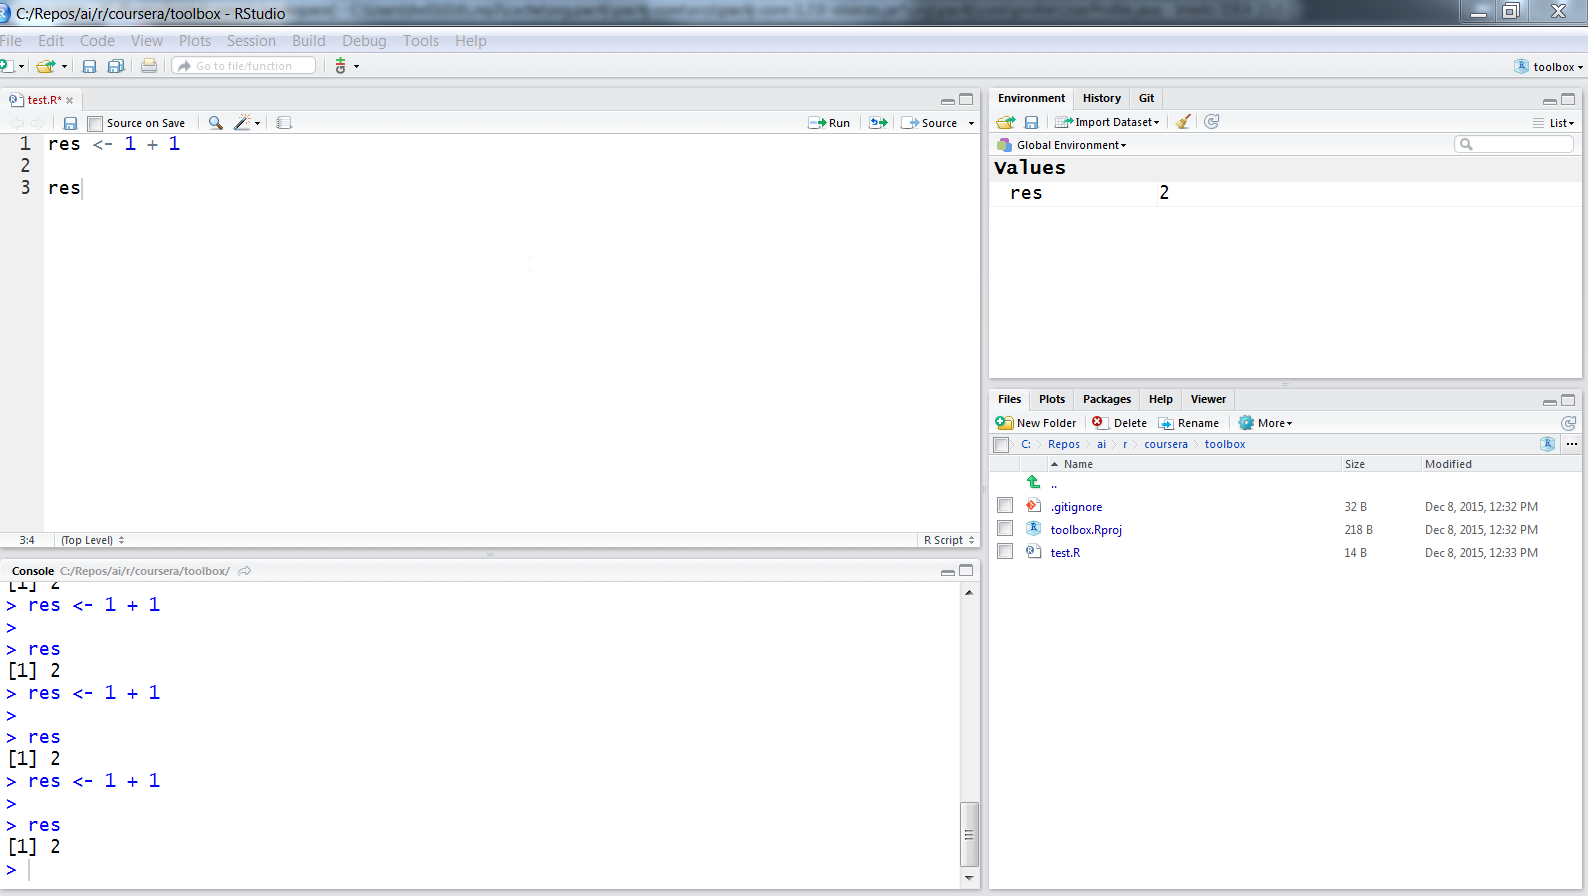 C:/Repos/ai/r/coursera/toolbox - RStudio
File Edit Code View Plots Session Build Debug Tools Help
Go to file/function
toolbox
test.R*
Source on Save
Run
Source
1 res <- 1 + 1
2
3 res
3:4 (Top Level) R Script
Console C:/Repos/ai/r/coursera/toolbox/
[1] 2
> res <- 1 + 1
>
> res
[1] 2
> res <- 1 + 1
>
> res
[1] 2
> res <- 1 + 1
>
> res
[1] 2
>
Environment History Git
Import Dataset
List
Global Environment
Values
res 2
Files Plots Packages Help Viewer
New Folder Delete Rename More
C: Repos ai r coursera toolbox ...
Name Size Modified
..
.gitignore 32 B Dec 8, 2015, 12:32 PM
toolbox.Rproj 218 B Dec 8, 2015, 12:32 PM
test.R 14 B Dec 8, 2015, 12:33 PM